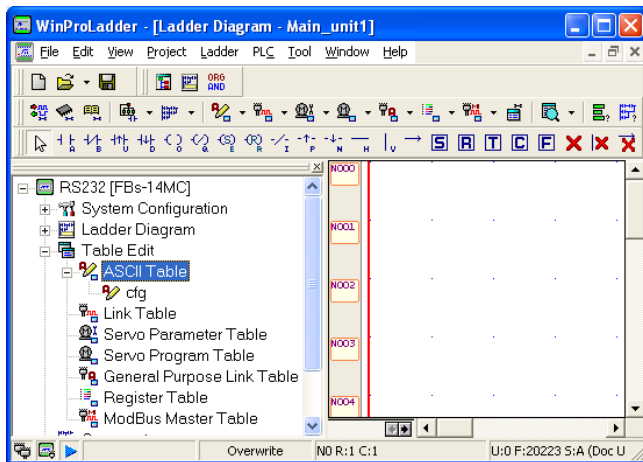 WinProLadder - [Ladder Diagram - Main_unit1]
File Edit View Project Ladder PLC Tool Window Help
ORG
AND
A B U D O Q S R I P N H V S R T C F
RS232 [FBs-14MC]
System Configuration
Ladder Diagram
Table Edit
ASCII Table
cfg
Link Table
Servo Parameter Table
Servo Program Table
General Purpose Link Table
Register Table
ModBus Master Table
N000
N001
N002
N003
N004
Overwrite N0 R:1 C:1 U:0 F:20223 S:A (Doc U